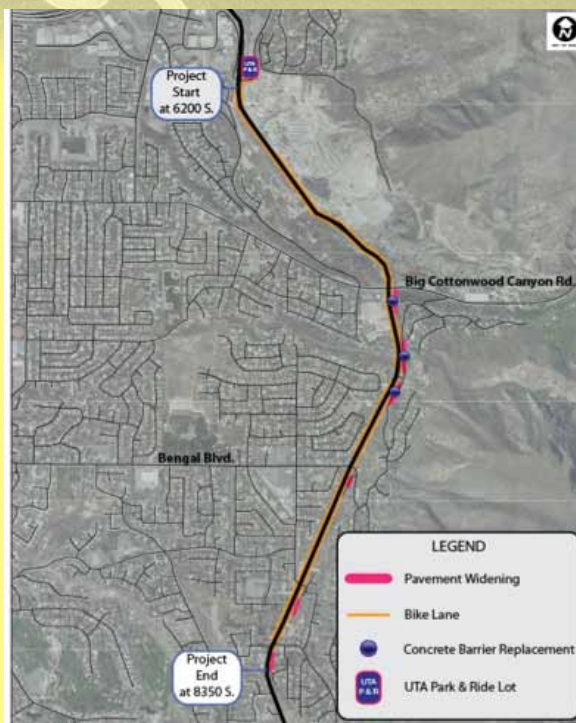 UTA
P & R
Project
Start
at 6200 S.
Big Cottonwood Canyon Rd.
Bengal Blvd.
Project
End
at 8350 S.
LEGEND
Pavement Widening
Bike Lane
Concrete Barrier Replacement
UTA
P & R
UTA Park & Ride Lot